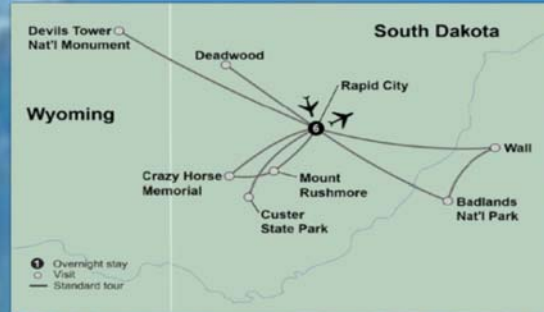 South Dakota
Devils Tower
Nat'l Monument
Deadwood
Rapid City
Wyoming
6
Wall
Crazy Horse
Memorial
Mount
Rushmore
Badlands
Nat'l Park
Custer
State Park
1 Overnight stay
Visit
Standard tour